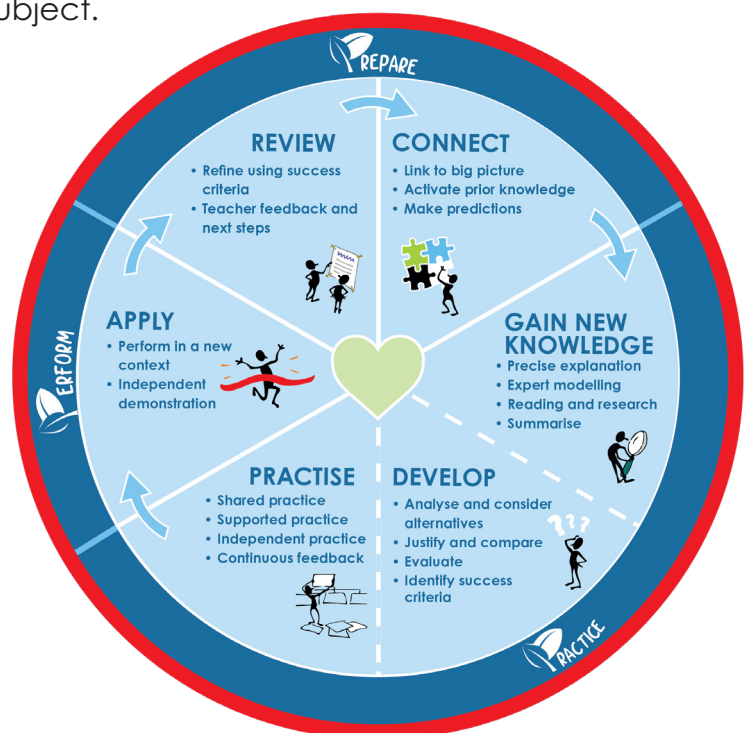 ubject.
PREPARE
REVIEW
• Refine using success
criteria
• Teacher feedback and
next steps
CONNECT
• Link to big picture
• Activate prior knowledge
• Make predictions
APPLY
• Perform in a new
context
• Independent
demonstration
GAIN NEW
KNOWLEDGE
• Precise explanation
• Expert modelling
• Reading and research
• Summarise
PERFORM
PRACTISE
• Shared practice
• Supported practice
• Independent practice
• Continuous feedback
DEVELOP
• Analyse and consider
alternatives
• Justify and compare
• Evaluate
• Identify success
criteria
???
PRACTICE